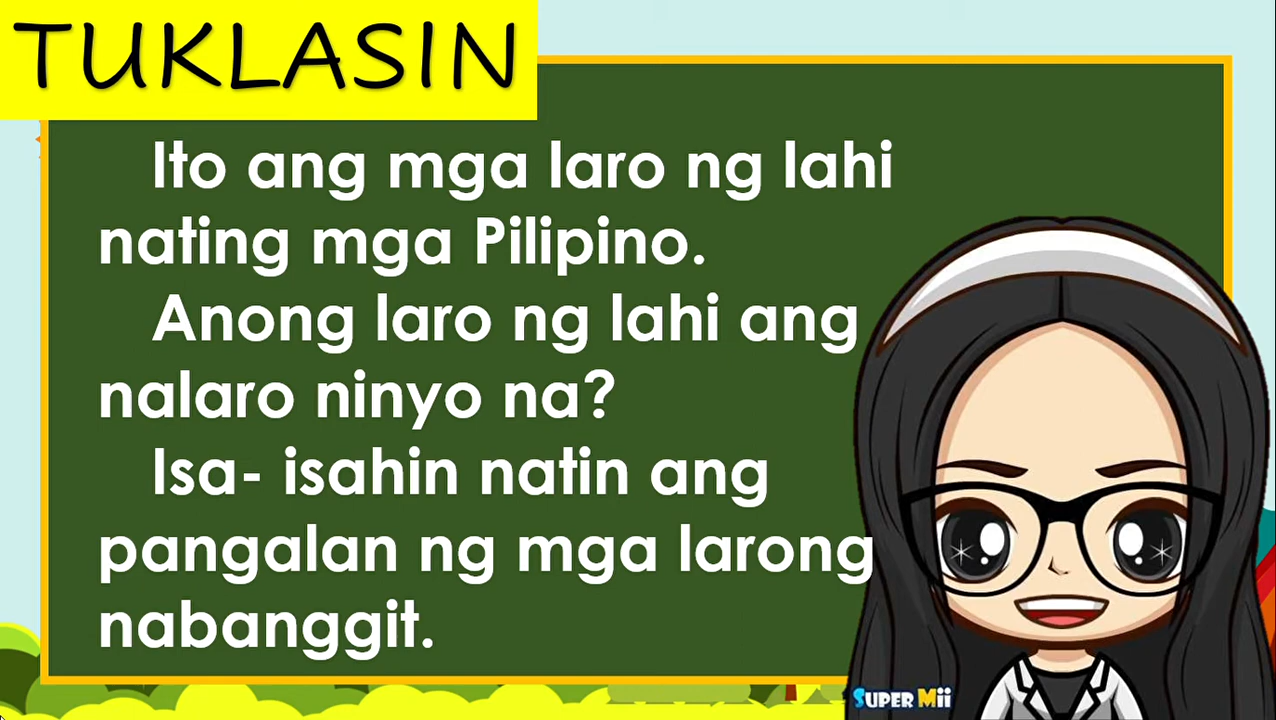 TUKLASIN
Ito ang mga laro ng lahi
nating mga Pilipino.
Anong laro ng lahi ang
nalaro ninyo na?
Isa- isahin natin ang
pangalan ng mga larong
nabanggit.
SUPER Mii